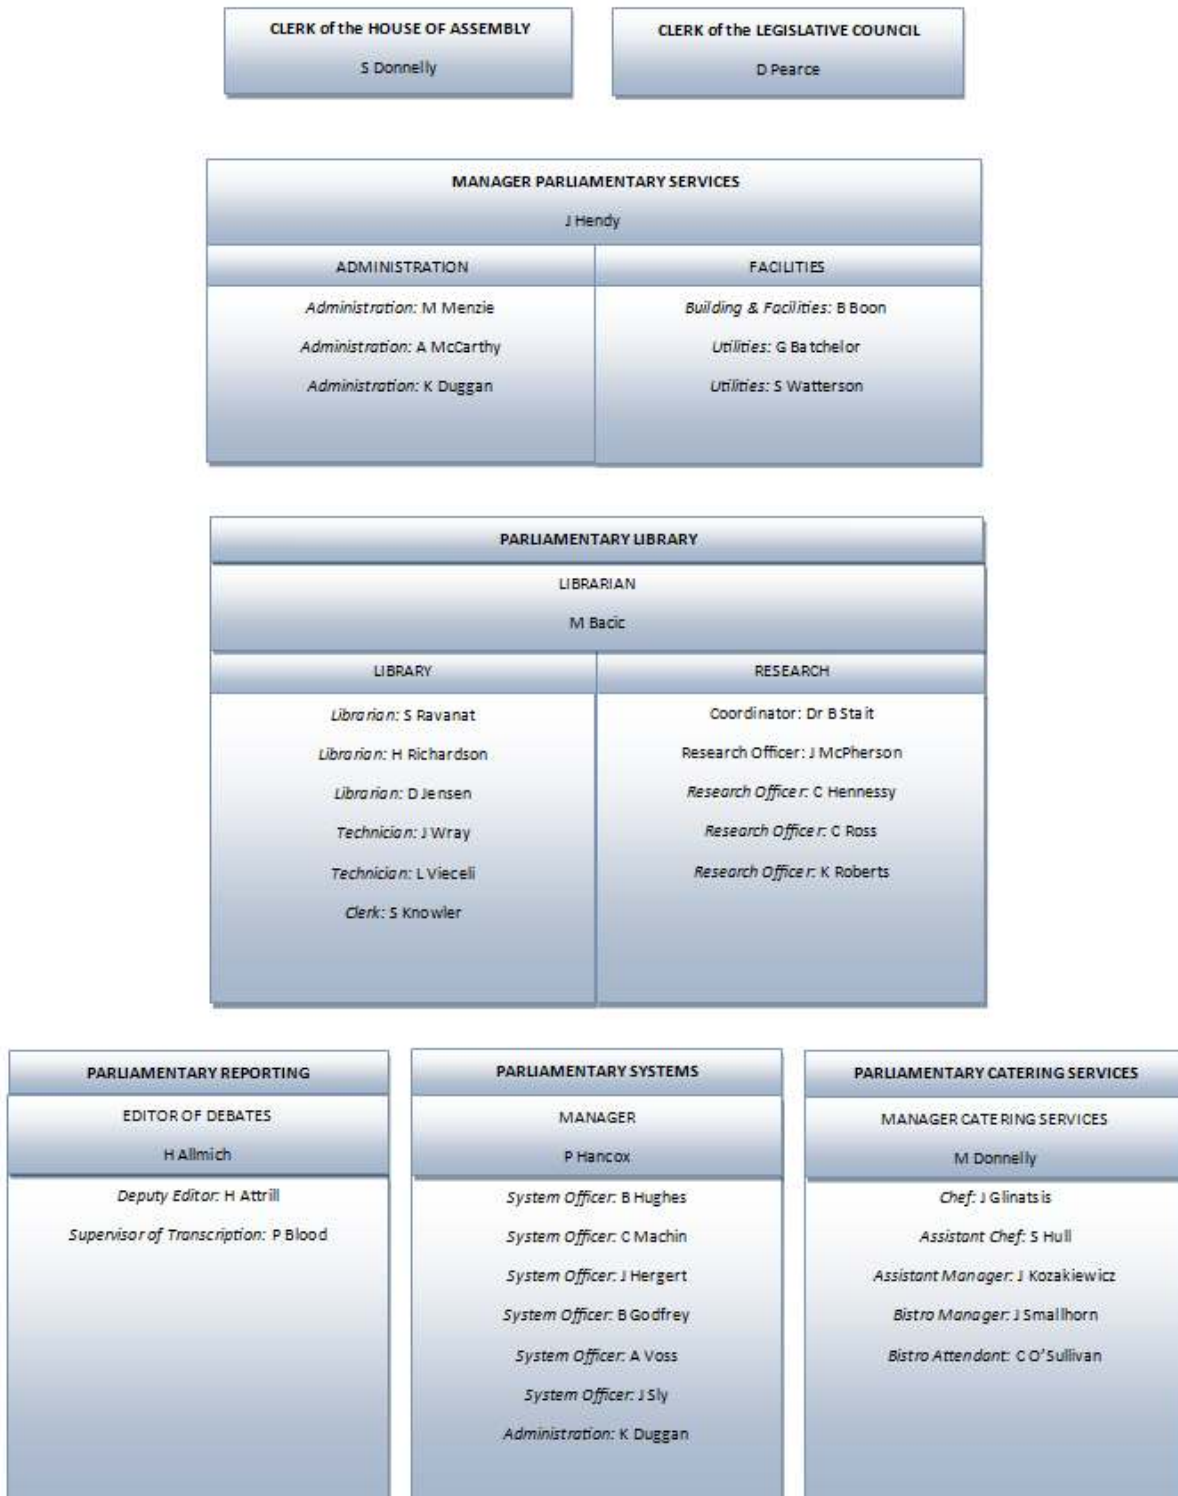 CLERK of the HOUSE OF ASSEMBLY
S Donnelly
CLERK of the LEGISLATIVE COUNCIL
D Pearce
MANAGER PARLIAMENTARY SERVICES
J Hendy
ADMINISTRATION
Administration: M Menzie
Administration: A McCarthy
Administration: K Duggan
FACILITIES
Building & Facilities: B Boon
Utilities: G Batchelor
Utilities: S Watterson
PARLIAMENTARY LIBRARY
LIBRARIAN
M Bacic
LIBRARY
Librarian: S Ravanat
Librarian: H Richardson
Librarian: D Jensen
Technician: J Wray
Technician: L Vieceli
Clerk: S Knowler
RESEARCH
Coordinator: Dr B Stait
Research Officer: J McPherson
Research Officer: C Hennessy
Research Officer: C Ross
Research Officer: K Roberts
PARLIAMENTARY REPORTING
EDITOR OF DEBATES
H Allmich
Deputy Editor: H Attrill
Supervisor of Transcription: P Blood
PARLIAMENTARY SYSTEMS
MANAGER
P Hancox
System Officer: B Hughes
System Officer: C Machin
System Officer: J Hergert
System Officer: B Godfrey
System Officer: A Voss
System Officer: J Sly
Administration: K Duggan
PARLIAMENTARY CATERING SERVICES
MANAGER CATERING SERVICES
M Donnelly
Chef: J Glinatsis
Assistant Chef: S Hull
Assistant Manager: J Kozakiewicz
Bistro Manager: J Smallhorn
Bistro Attendant: C O'Sullivan